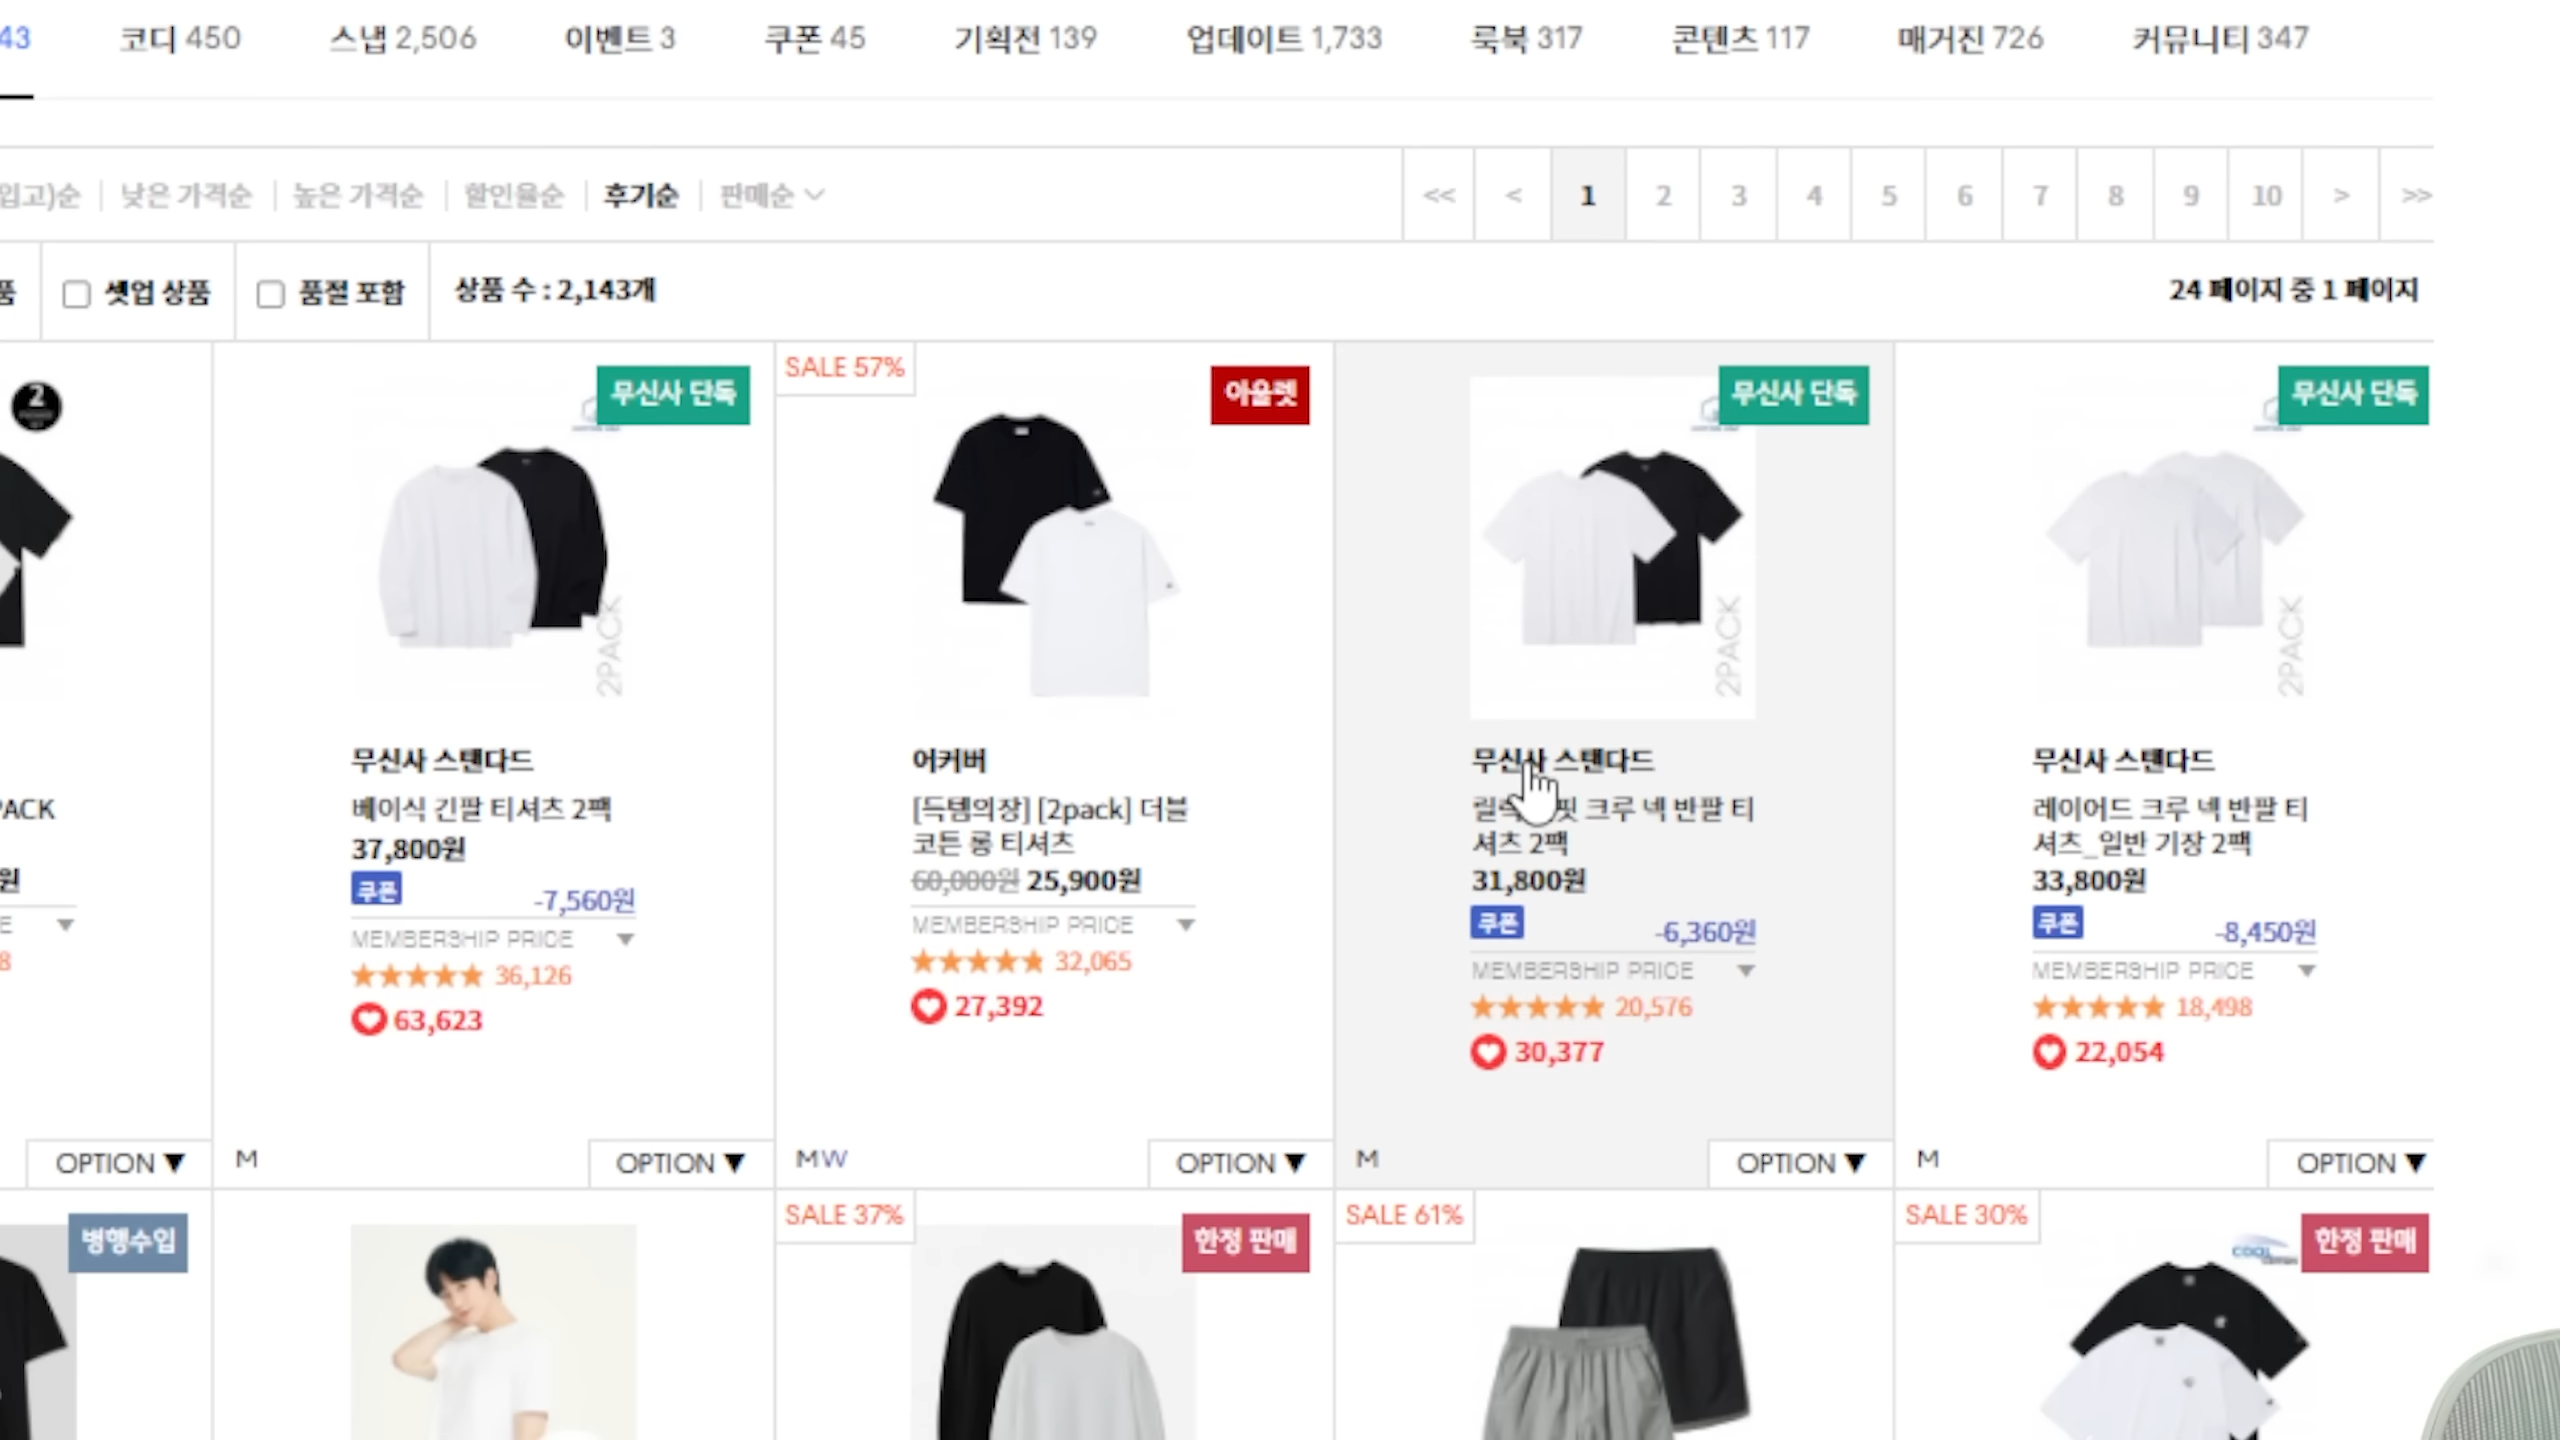 43 코디 450 스냅 2,506 이벤트 3 쿠폰 45 기획전 139 업데이트 1,733 룩북 317 콘텐츠 117 매거진 726 커뮤니티 347
입고)순 낮은 가격순 높은 가격순 할인율순 후기순 판매순 << < 1 2 3 4 5 6 7 8 9 10 > >>
품 셋업 상품 품절 포함 상품 수 : 2,143개 24 페이지 중 1 페이지
2
PACK
원
E
8
OPTION ▼
무신사 단독
2PACK
무신사 스탠다드
베이식 긴팔 티셔츠 2팩
37,800원
쿠폰 -7,560원
MEMBERSHIP PRICE
36,126
63,623
M OPTION ▼
SALE 57% 아울렛
어커버
[득템의장] [2pack] 더블
코튼 롱 티셔츠
60,000원 25,900원
MEMBERSHIP PRICE
32,065
27,392
M W OPTION ▼
무신사 단독
2PACK
무신사 스탠다드
핏 크루 넥 반팔 티
셔츠 2팩
31,800원
쿠폰 -6,360원
MEMBERSHIP PRICE
20,576
30,377
M OPTION ▼
무신사 단독
2PACK
무신사 스탠다드
레이어드 크루 넥 반팔 티
셔츠_일반 기장 2팩
33,800원
쿠폰 -8,450원
MEMBERSHIP PRICE
18,498
22,054
M OPTION ▼
병행수입
SALE 37% 한정 판매
SALE 61%
SALE 30% COOL 한정 판매